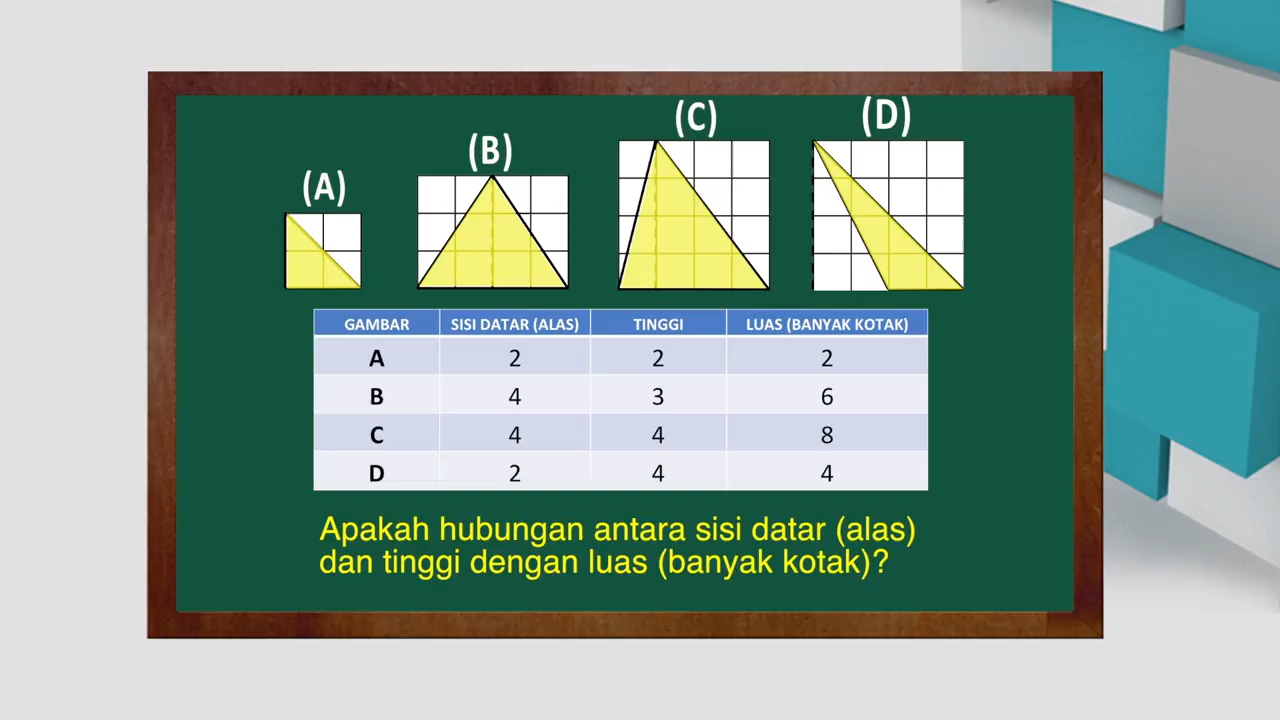 (A)
(B)
(C)
(D)
GAMBAR SISI DATAR (ALAS) TINGGI LUAS (BANYAK KOTAK)
A 2 2 2
B 4 3 6
C 4 4 8
D 2 4 4
Apakah hubungan antara sisi datar (alas)
dan tinggi dengan luas (banyak kotak)?